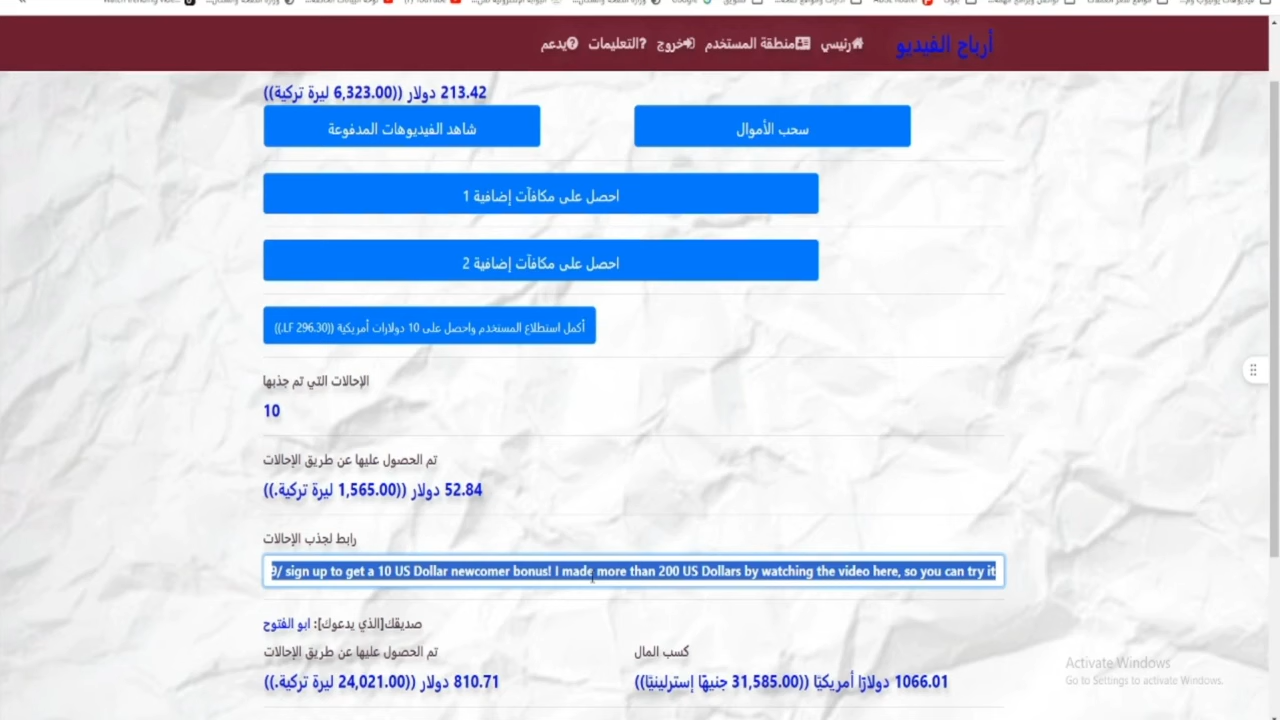 أرباح الفيديو رئيسي منطقة المستخدم خروج التعليمات? يدعم
213.42 دولار ((6,323.00 ليرة تركية))
سحب الأموال
شاهد الفيديوهات المدفوعة
احصل على مكافآت إضافية 1
احصل على مكافآت إضافية 2
أكمل استطلاع المستخدم واحصل على 10 دولارات أمريكية ((296.30 LF.))
الإحالات التي تم جذبها
10
تم الحصول عليها عن طريق الإحالات
52.84 دولار ((1,565.00 ليرة تركية.))
رابط لجذب الإحالات
9/ sign up to get a 10 US Dollar newcomer bonus! I made more than 200 US Dollars by watching the video here, so you can try it
صديقك[الذي يدعوك]: ابو الفتوح
كسب المال
تم الحصول عليها عن طريق الإحالات
1066.01 دولارًا أمريكيًا ((31,585.00 جنيهًا إسترلينيًا))
810.71 دولار ((24,021.00 ليرة تركية.))
Activate Windows
Go to Settings to activate Windows.